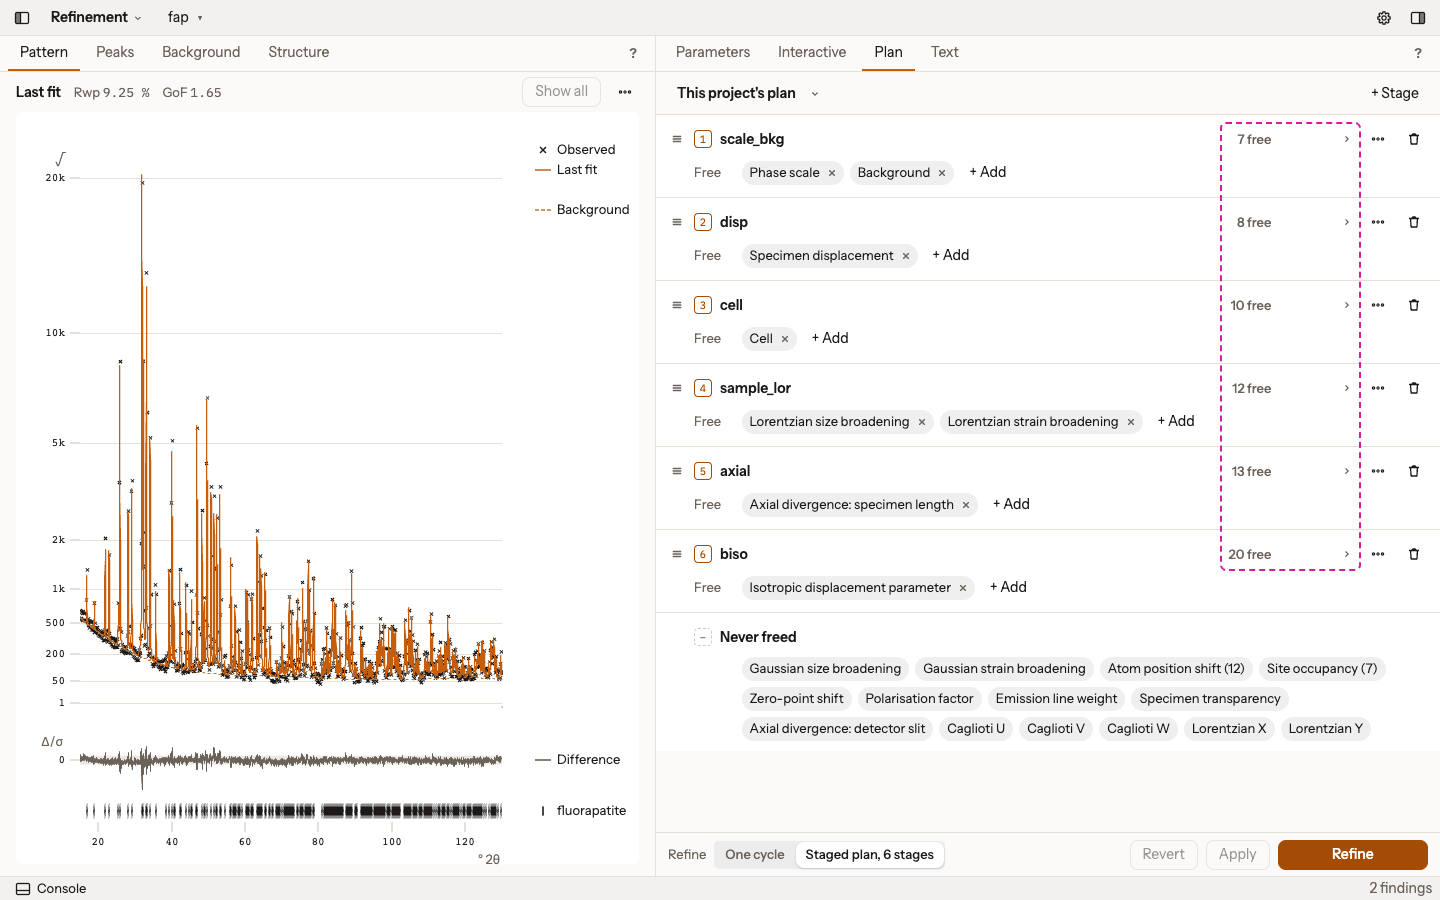 Refinement
fap
Pattern Peaks Background Structure ?
Parameters Interactive Plan Text ?
Last fit Rwp 9.25 % GoF 1.65 Show all
This project's plan + Stage
√
20k
10k
5k
2k
1k
500
200
50
1
Δ/σ
0
20 40 60 80 100 120
°2θ
× Observed
Last fit
Background
Difference
fluorapatite
1 scale_bkg 7 free
Free Phase scale × Background × + Add
2 disp 8 free
Free Specimen displacement × + Add
3 cell 10 free
Free Cell × + Add
4 sample_lor 12 free
Free Lorentzian size broadening × Lorentzian strain broadening × + Add
5 axial 13 free
Free Axial divergence: specimen length × + Add
6 biso 20 free
Free Isotropic displacement parameter × + Add
– Never freed
Gaussian size broadening Gaussian strain broadening Atom position shift (12) Site occupancy (7)
Zero-point shift Polarisation factor Emission line weight Specimen transparency
Axial divergence: detector slit Caglioti U Caglioti V Caglioti W Lorentzian X Lorentzian Y
Refine One cycle Staged plan, 6 stages Revert Apply Refine
Console 2 findings